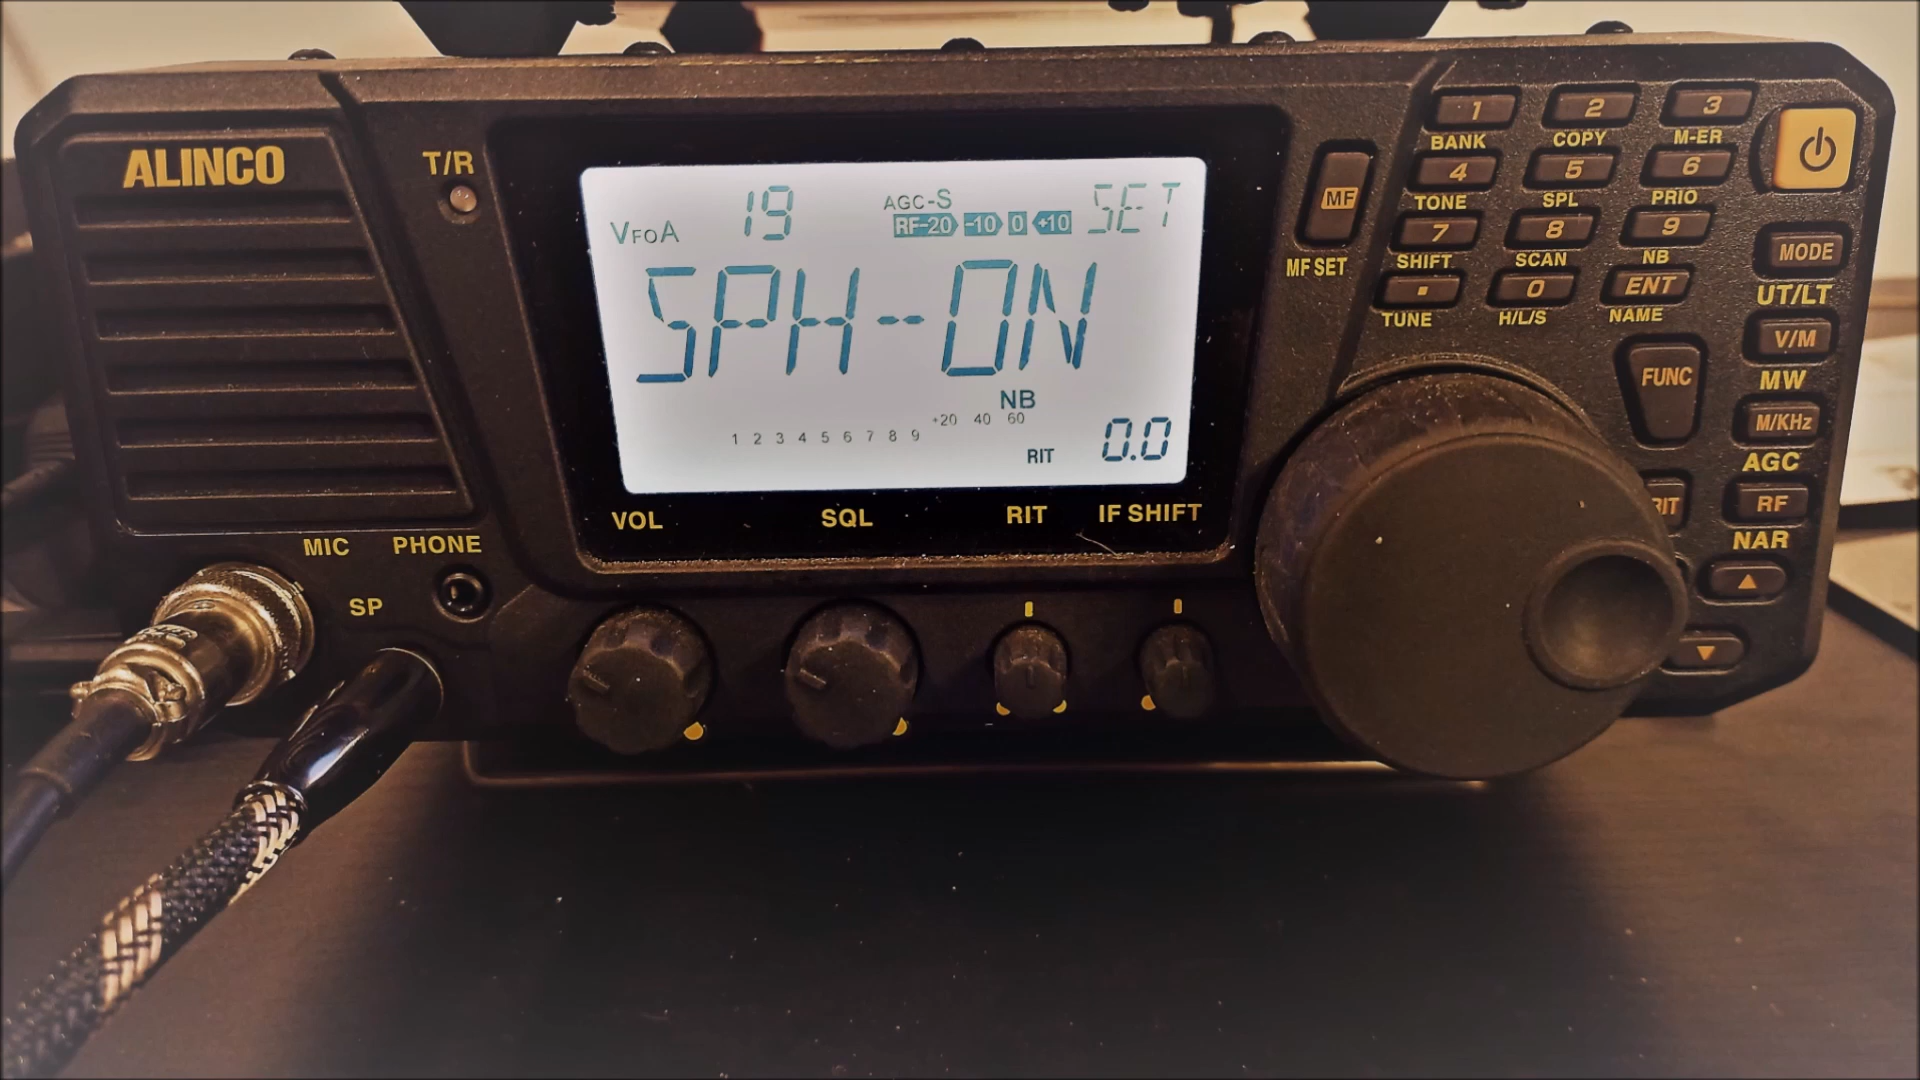 ALINCO
T/R
VFOA
19
AGC-S
RF-20 -10 0 +10
SET
SPH-ON
NB
1 2 3 4 5 6 7 8 9 +20 40 60
RIT
0.0
VOL
SQL
RIT
IF SHIFT
MIC
PHONE
SP
MF
MF SET
1 2 3
BANK COPY M-ER
4 5 6
TONE SPL PRIO
7 8 9
SHIFT SCAN NB
. 0 ENT
TUNE H/L/S NAME
FUNC
MODE
UT/LT
V/M
MW
M/KHz
AGC
RF
NAR